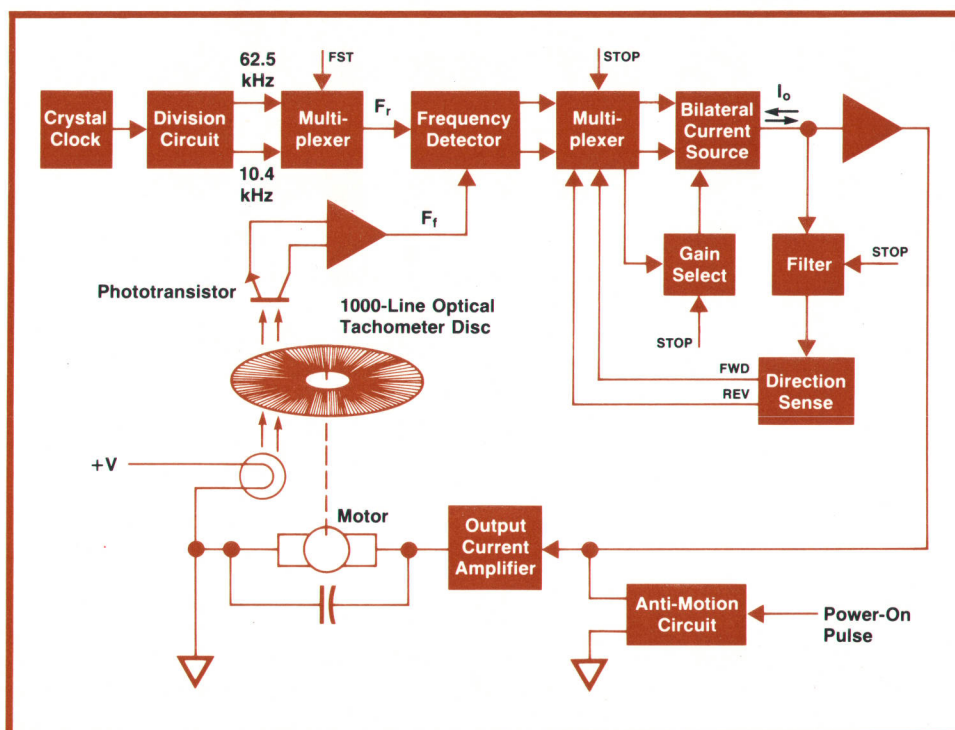 62.5
kHz
FST
STOP
Crystal
Clock
Division
Circuit
Multi-
plexer
Fr
Frequency
Detector
Multi-
plexer
Bilateral
Current
Source
Io
10.4
kHz
Ff
Phototransistor
Gain
Select
Filter
STOP
1000-Line Optical
Tachometer Disc
STOP
FWD
REV
Direction
Sense
+V
Motor
Output
Current
Amplifier
Anti-Motion
Circuit
Power-On
Pulse